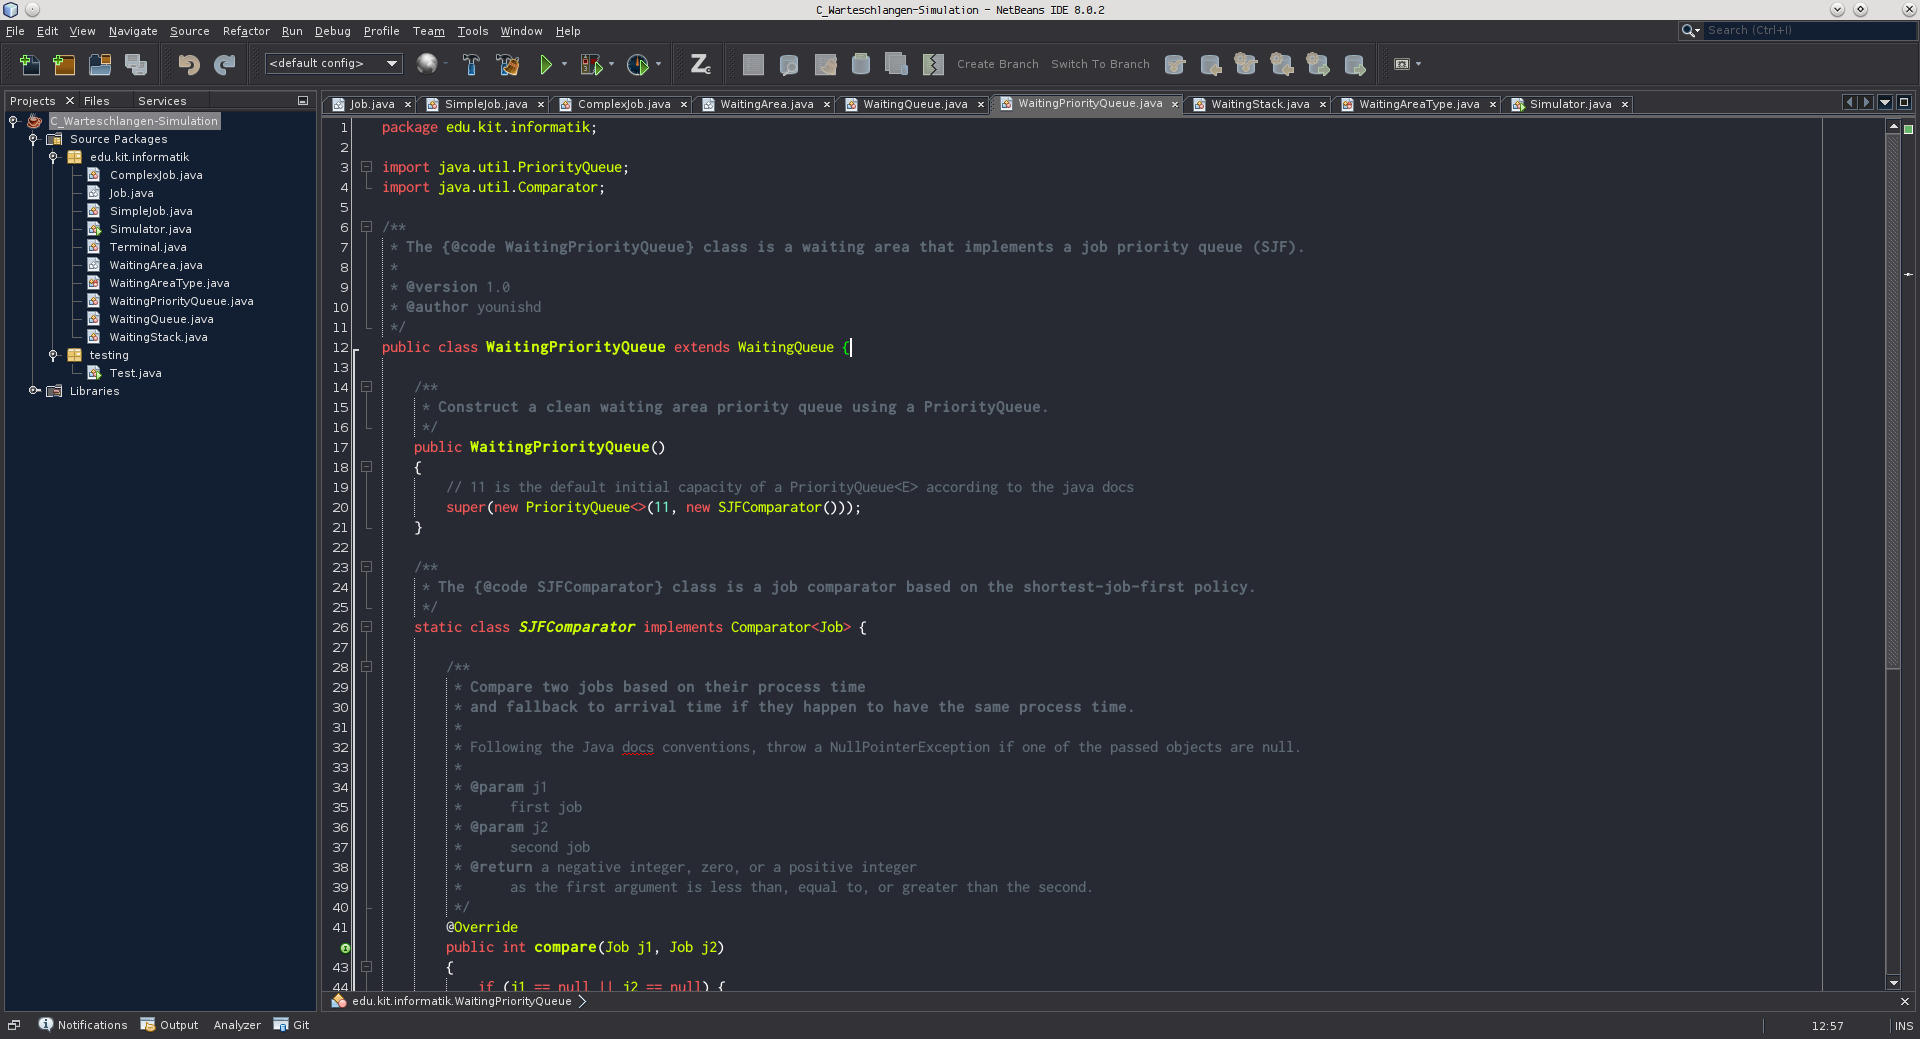 C_Warteschlangen-Simulation - NetBeans IDE 8.0.2
File Edit View Navigate Source Refactor Run Debug Profile Team Tools Window Help
Search (Ctrl+I)
<default config>
Create Branch Switch To Branch
Projects Files Services
Job.java SimpleJob.java ComplexJob.java WaitingArea.java WaitingQueue.java WaitingPriorityQueue.java WaitingStack.java WaitingAreaType.java Simulator.java
C_Warteschlangen-Simulation
Source Packages
edu.kit.informatik
ComplexJob.java
Job.java
SimpleJob.java
Simulator.java
Terminal.java
WaitingArea.java
WaitingAreaType.java
WaitingPriorityQueue.java
WaitingQueue.java
WaitingStack.java
testing
Test.java
Libraries
1 package edu.kit.informatik;
2
3 import java.util.PriorityQueue;
4 import java.util.Comparator;
5
6 /**
7 * The {@code WaitingPriorityQueue} class is a waiting area that implements a job priority queue (SJF).
8 *
9 * @version 1.0
10 * @author younishd
11 */
12 public class WaitingPriorityQueue extends WaitingQueue {
13
14 /**
15 * Construct a clean waiting area priority queue using a PriorityQueue.
16 */
17 public WaitingPriorityQueue()
18 {
19 // 11 is the default initial capacity of a PriorityQueue<E> according to the java docs
20 super(new PriorityQueue<>(11, new SJFComparator()));
21 }
22
23 /**
24 * The {@code SJFComparator} class is a job comparator based on the shortest-job-first policy.
25 */
26 static class SJFComparator implements Comparator<Job> {
27
28 /**
29 * Compare two jobs based on their process time
30 * and fallback to arrival time if they happen to have the same process time.
31 *
32 * Following the Java docs conventions, throw a NullPointerException if one of the passed objects are null.
33 *
34 * @param j1
35 * first job
36 * @param j2
37 * second job
38 * @return a negative integer, zero, or a positive integer
39 * as the first argument is less than, equal to, or greater than the second.
40 */
41 @Override
public int compare(Job j1, Job j2)
43 {
44 if (j1 == null || j2 == null) {
edu.kit.informatik.WaitingPriorityQueue
Notifications Output Analyzer Git
12:57 INS